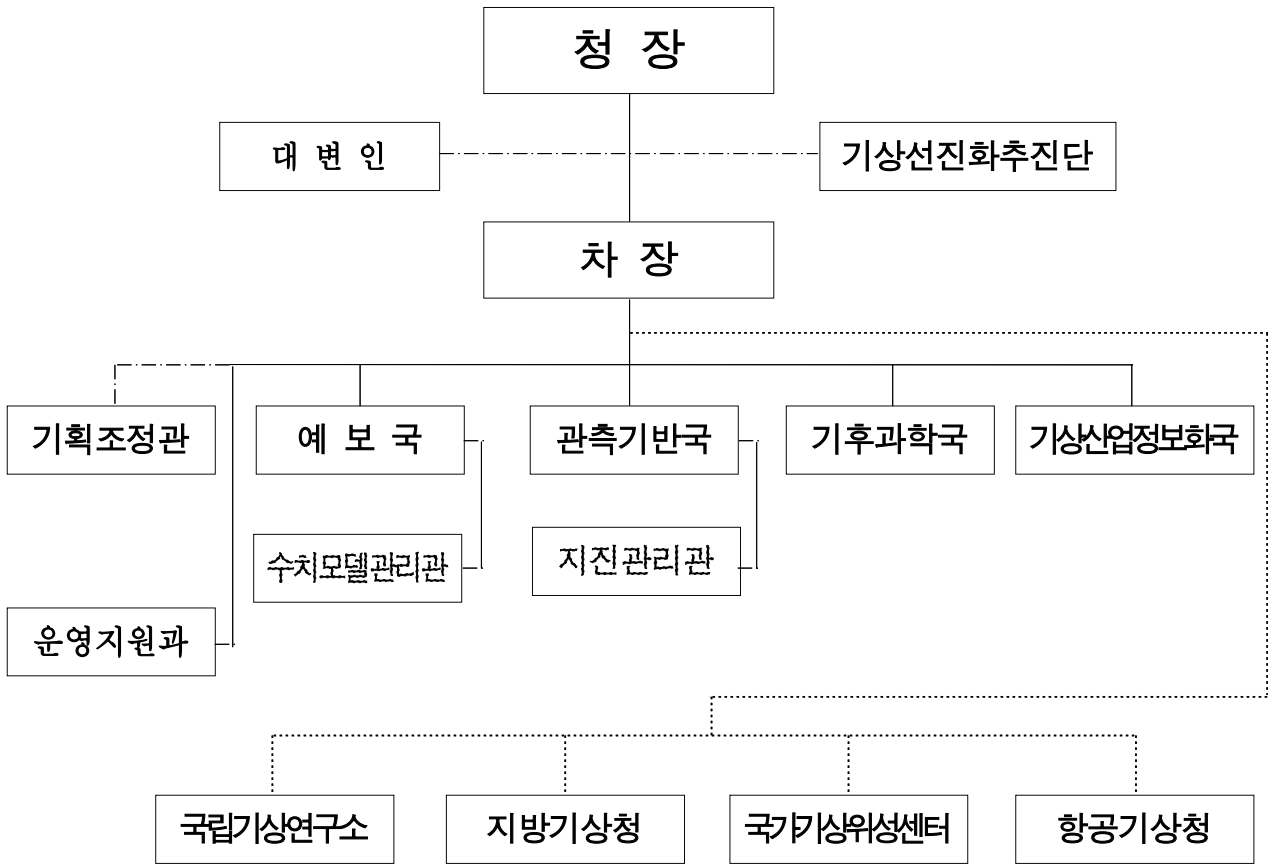 청 장
대 변 인
기상선진화추진단
차 장
기획조정관
예 보 국
관측기반국
기후과학국
기상산업정보화국
수치모델관리관
지진관리관
운영지원과
국립기상연구소
지방기상청
국가기상위성센터
항공기상청